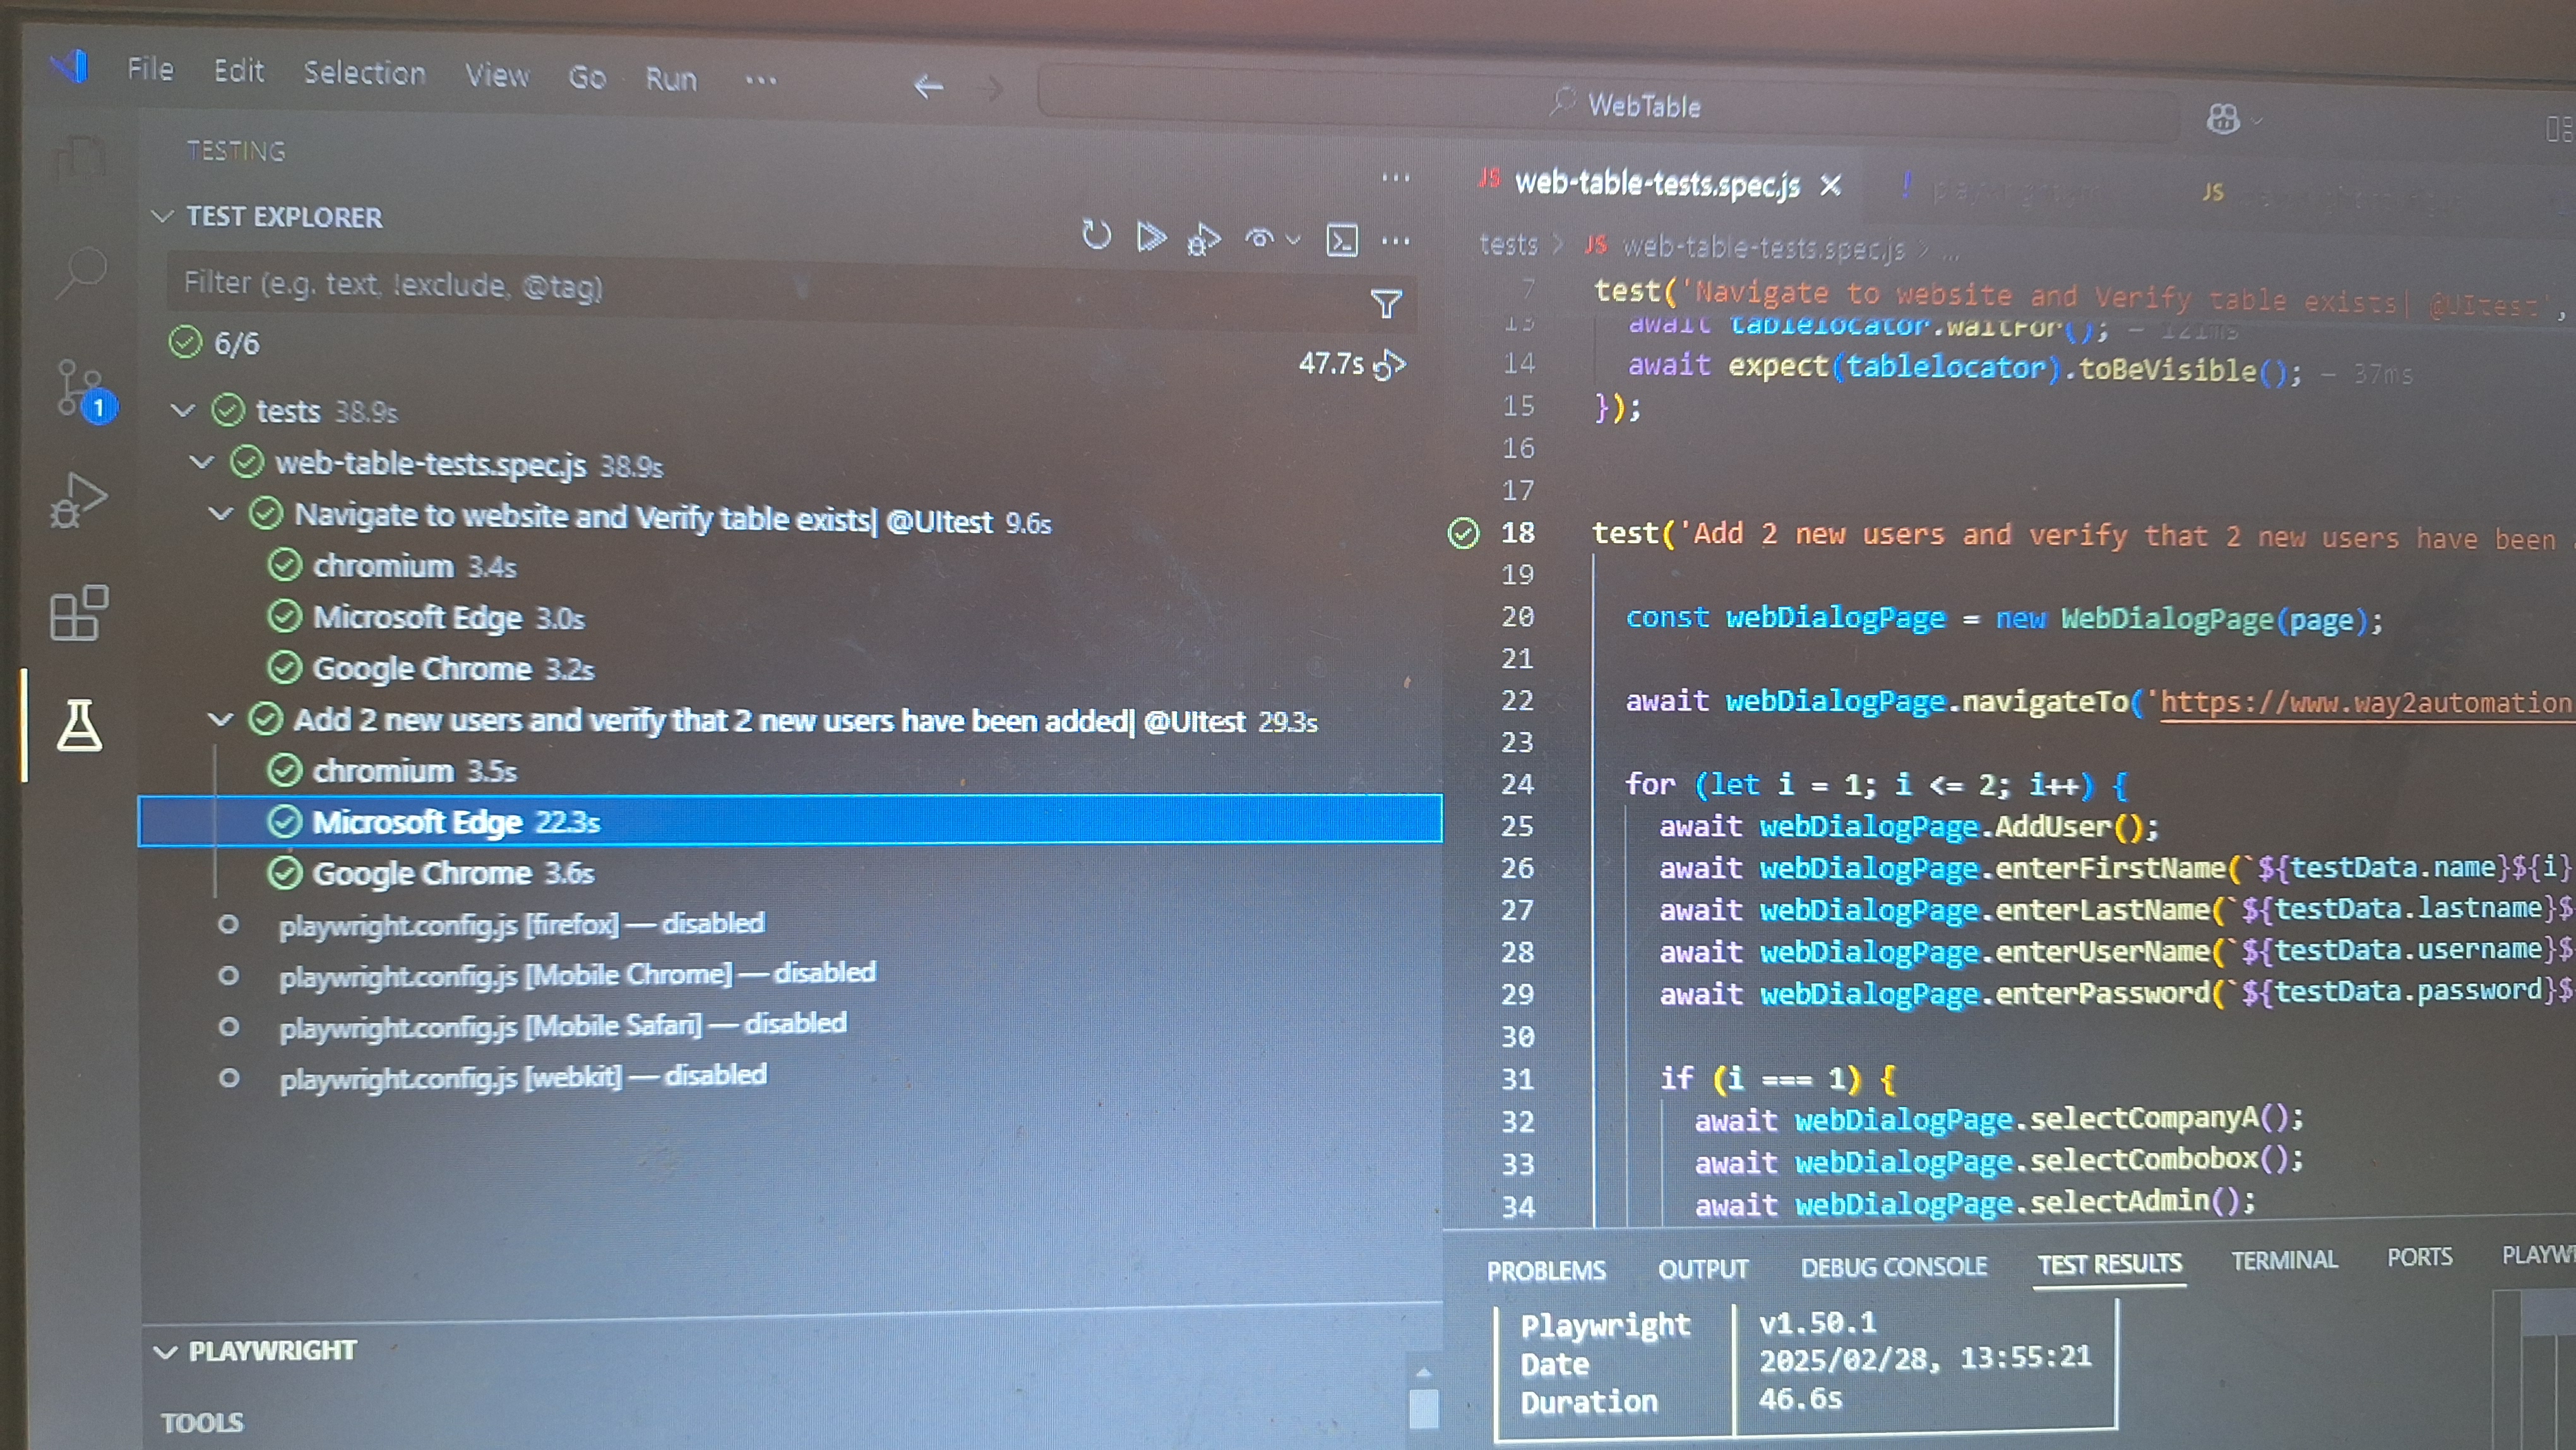 File Edit Selection View Go Run ...
WebTable
TESTING
TEST EXPLORER
Filter (e.g. text, !exclude, @tag)
6/6
47.7s
tests 38.9s
web-table-tests.spec.js 38.9s
Navigate to website and Verify table exists| @UItest 9.6s
chromium 3.4s
Microsoft Edge 3.0s
Google Chrome 3.2s
Add 2 new users and verify that 2 new users have been added| @UItest 29.3s
chromium 3.5s
Microsoft Edge 22.3s
Google Chrome 3.6s
playwright.config.js [firefox] — disabled
playwright.config.js [Mobile Chrome] — disabled
playwright.config.js [Mobile Safari] — disabled
playwright.config.js [webkit] — disabled
PLAYWRIGHT
TOOLS
1
JS web-table-tests.spec.js
JS
tests > JS web-table-tests.spec.js > ...
7 test('Navigate to website and Verify table exists| @UItest',
13 await tablelocator.waitFor(); — 121ms
14 await expect(tablelocator).toBeVisible(); — 37ms
15 });
16
17
18 test('Add 2 new users and verify that 2 new users have been
19
20 const webDialogPage = new WebDialogPage(page);
21
22 await webDialogPage.navigateTo('https://www.way2automation
23
24 for (let i = 1; i <= 2; i++) {
25 await webDialogPage.AddUser();
26 await webDialogPage.enterFirstName(`${testData.name}${i}
27 await webDialogPage.enterLastName(`${testData.lastname}$
28 await webDialogPage.enterUserName(`${testData.username}$
29 await webDialogPage.enterPassword(`${testData.password}$
30
31 if (i === 1) {
32 await webDialogPage.selectCompanyA();
33 await webDialogPage.selectCombobox();
34 await webDialogPage.selectAdmin();
PROBLEMS OUTPUT DEBUG CONSOLE TEST RESULTS TERMINAL PORTS PLAYW
Playwright v1.50.1
Date 2025/02/28, 13:55:21
Duration 46.6s